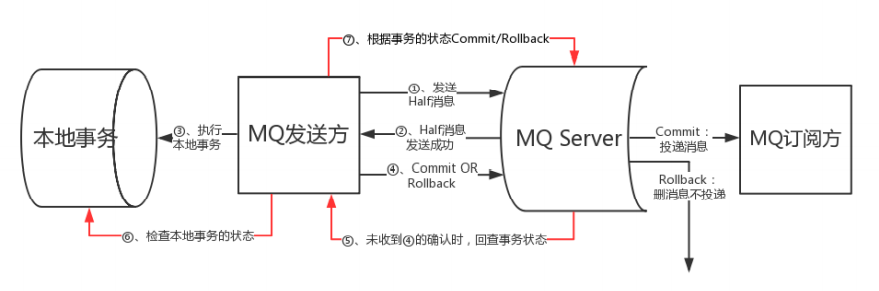 ⑦、根据事务的状态Commit/Rollback
①、发送
Half消息
本地事务
③、执行
本地事务
MQ发送方
②、Half消息
发送成功
MQ Server
Commit：
投递消息
MQ订阅方
④、Commit OR
Rollback
Rollback：
删消息不投递
⑥、检查本地事务的状态
⑤、未收到④的确认时，回查事务状态